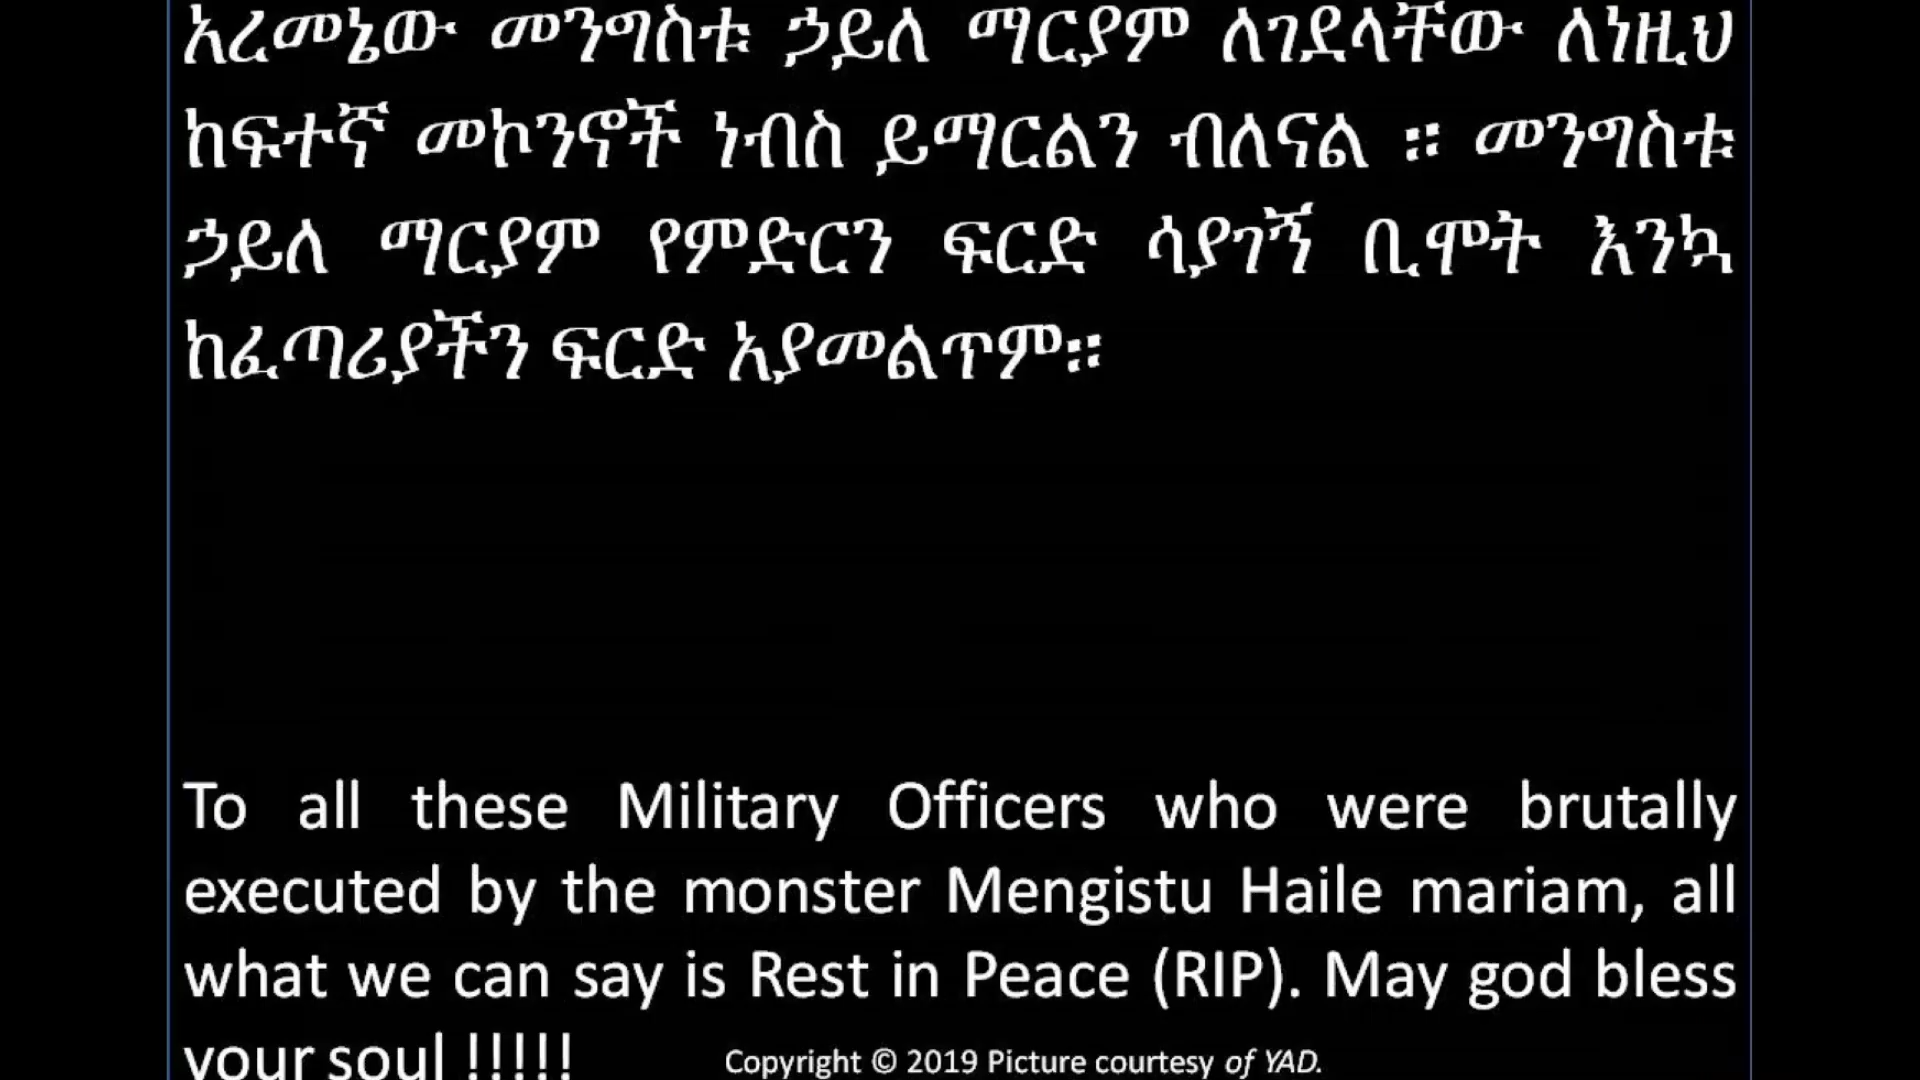 አረመኔው መንግስቱ ኃይለ ማርያም ለገደላቸው ለነዚህ
ከፍተኛ መኮንኖች ነብስ ይማርልን ብለናል ። መንግስቱ
ኃይለ ማርያም የምድርን ፍርድ ሳያገኝ ቢሞት እንኳ
ከፈጣሪያችን ፍርድ አያመልጥም።
To all these Military Officers who were brutally
executed by the monster Mengistu Haile mariam, all
what we can say is Rest in Peace (RIP). May god bless
your soul !!!!!
Copyright © 2019 Picture courtesy of YAD.